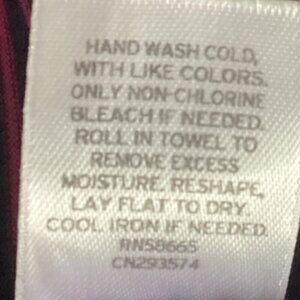 HAND WASH COLD,
WITH LIKE COLORS.
ONLY NON-CHLORINE
BLEACH IF NEEDED.
ROLL IN TOWEL TO
REMOVE EXCESS
MOISTURE. RESHAPE,
LAY FLAT TO DRY.
COOL IRON IF NEEDED.
RN58665
CN293574